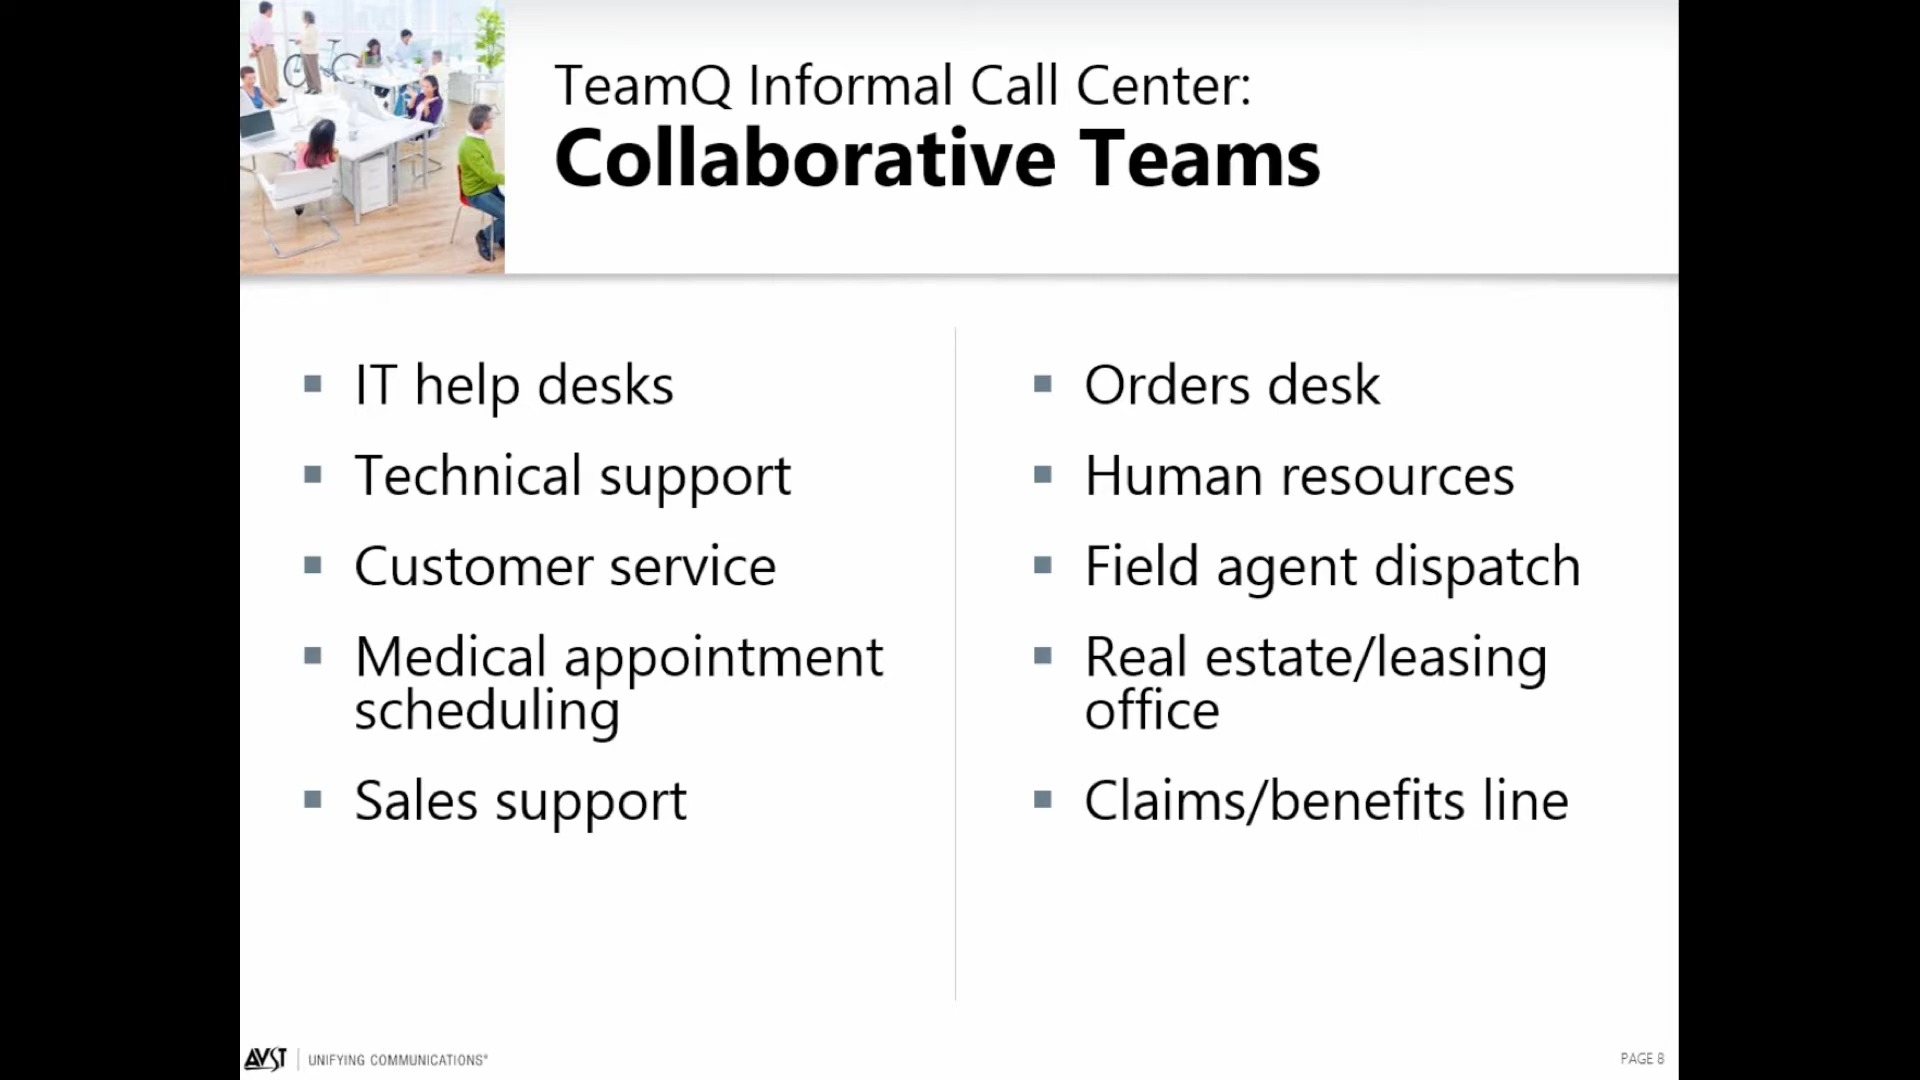 TeamQ Informal Call Center:
Collaborative Teams
IT help desks
Technical support
Customer service
Medical appointment
scheduling
Sales support
Orders desk
Human resources
Field agent dispatch
Real estate/leasing
office
Claims/benefits line
AVST | UNIFYING COMMUNICATIONS®
PAGE 8